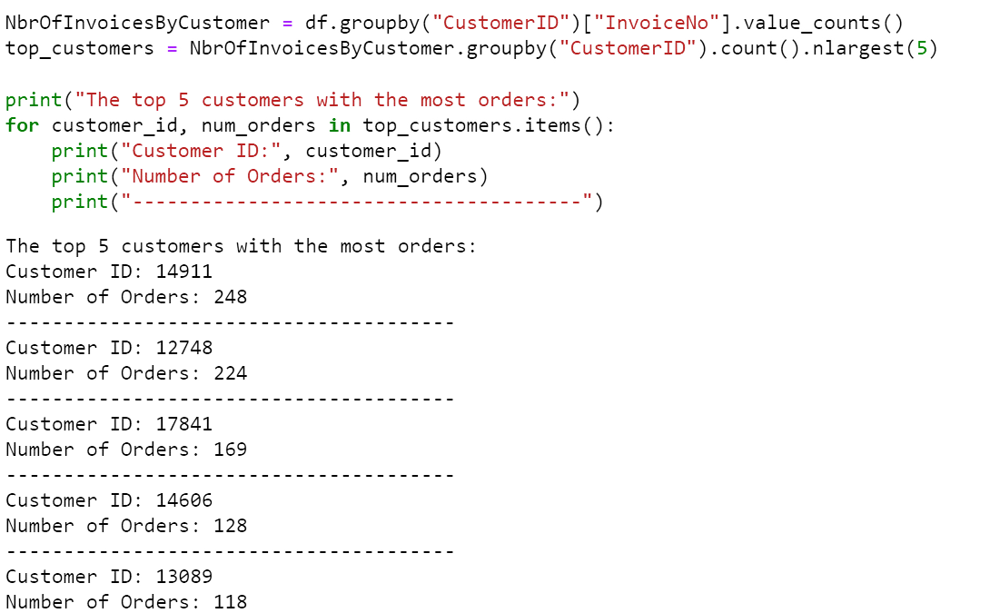 NbrOfInvoicesByCustomer = df.groupby("CustomerID")["InvoiceNo"].value_counts()
top_customers = NbrOfInvoicesByCustomer.groupby("CustomerID").count().nlargest(5)
print("The top 5 customers with the most orders:")
for customer_id, num_orders in top_customers.items():
    print("Customer ID:", customer_id)
    print("Number of Orders:", num_orders)
    print("---------------------------------------")
The top 5 customers with the most orders:
Customer ID: 14911
Number of Orders: 248
---------------------------------------
Customer ID: 12748
Number of Orders: 224
---------------------------------------
Customer ID: 17841
Number of Orders: 169
---------------------------------------
Customer ID: 14606
Number of Orders: 128
---------------------------------------
Customer ID: 13089
Number of Orders: 118